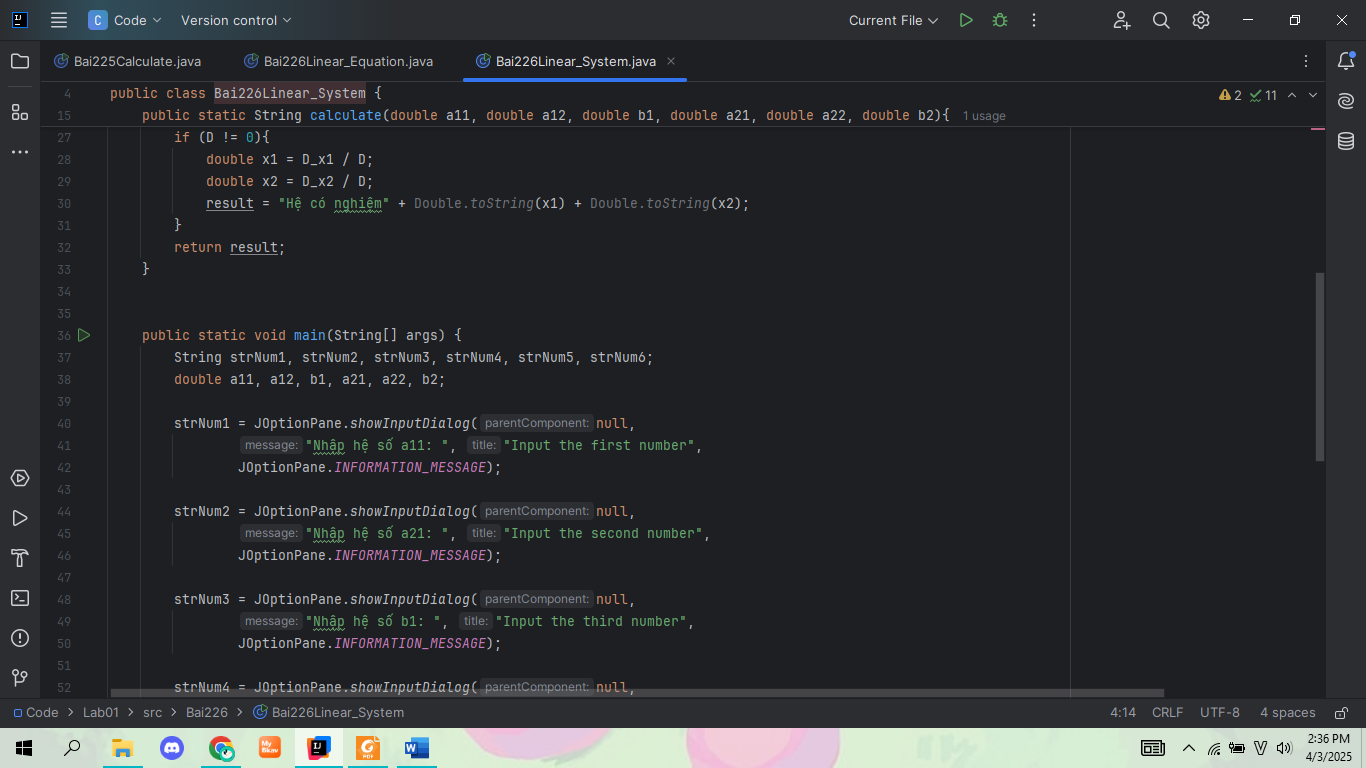 C Code Version control Current File
Bai225Calculate.java Bai226Linear_Equation.java Bai226Linear_System.java
4 public class Bai226Linear_System { 2 11
15 public static String calculate(double a11, double a12, double b1, double a21, double a22, double b2){ 1 usage
27 if (D != 0){
28 double x1 = D_x1 / D;
29 double x2 = D_x2 / D;
30 result = "Hệ có nghiệm" + Double.toString(x1) + Double.toString(x2);
31 }
32 return result;
33 }
34
35
36 public static void main(String[] args) {
37 String strNum1, strNum2, strNum3, strNum4, strNum5, strNum6;
38 double a11, a12, b1, a21, a22, b2;
39
40 strNum1 = JOptionPane.showInputDialog( parentComponent: null,
41 message: "Nhập hệ số a11: ", title: "Input the first number",
42 JOptionPane.INFORMATION_MESSAGE);
43
44 strNum2 = JOptionPane.showInputDialog( parentComponent: null,
45 message: "Nhập hệ số a21: ", title: "Input the second number",
46 JOptionPane.INFORMATION_MESSAGE);
47
48 strNum3 = JOptionPane.showInputDialog( parentComponent: null,
49 message: "Nhập hệ số b1: ", title: "Input the third number",
50 JOptionPane.INFORMATION_MESSAGE);
51
52 strNum4 = JOptionPane.showInputDialog( parentComponent: null,
Code > Lab01 > src > Bai226 > Bai226Linear_System 4:14 CRLF UTF-8 4 spaces
2:36 PM
4/3/2025